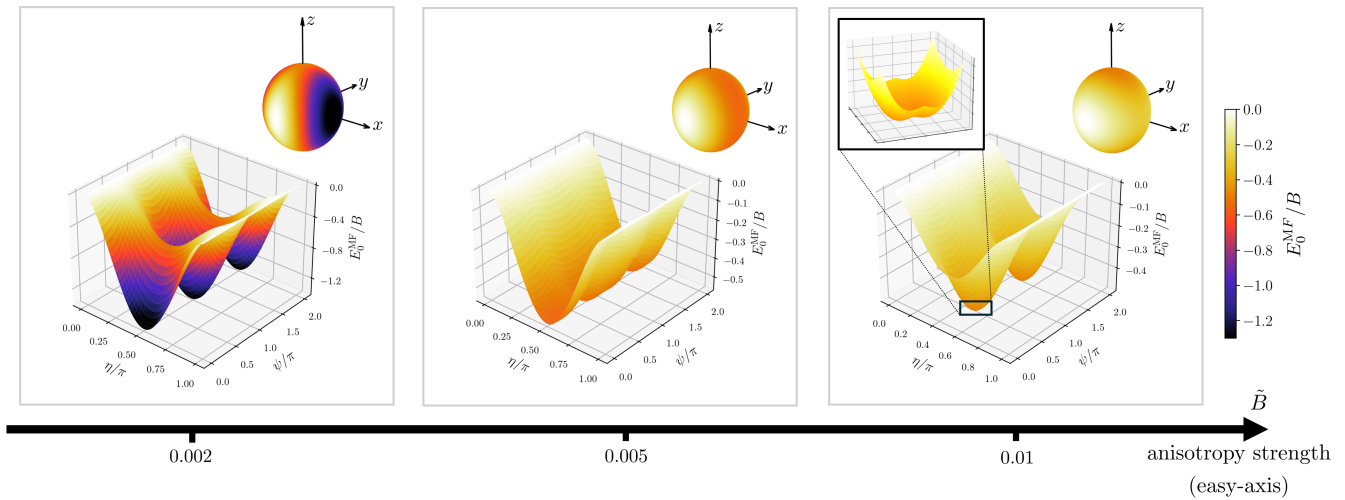 z
y
x
0.0
−0.4
−0.8
−1.2
E₀^MF/B
0.00
0.25
0.50
0.75
1.00
η/π
0.0
0.5
1.0
1.5
2.0
ψ/π
z
y
x
0.0
−0.1
−0.2
−0.3
−0.4
−0.5
E₀^MF/B
0.00
0.25
0.50
0.75
1.00
η/π
0.0
0.5
1.0
1.5
2.0
ψ/π
z
y
x
0.0
−0.1
−0.2
−0.3
−0.4
E₀^MF/B
0.0
0.2
0.4
0.6
0.8
1.0
η/π
0.0
0.5
1.0
1.5
2.0
ψ/π
0.0
−0.2
−0.4
−0.6
−0.8
−1.0
−1.2
E₀^MF/B
B̃
0.002
0.005
0.01
anisotropy strength
(easy-axis)